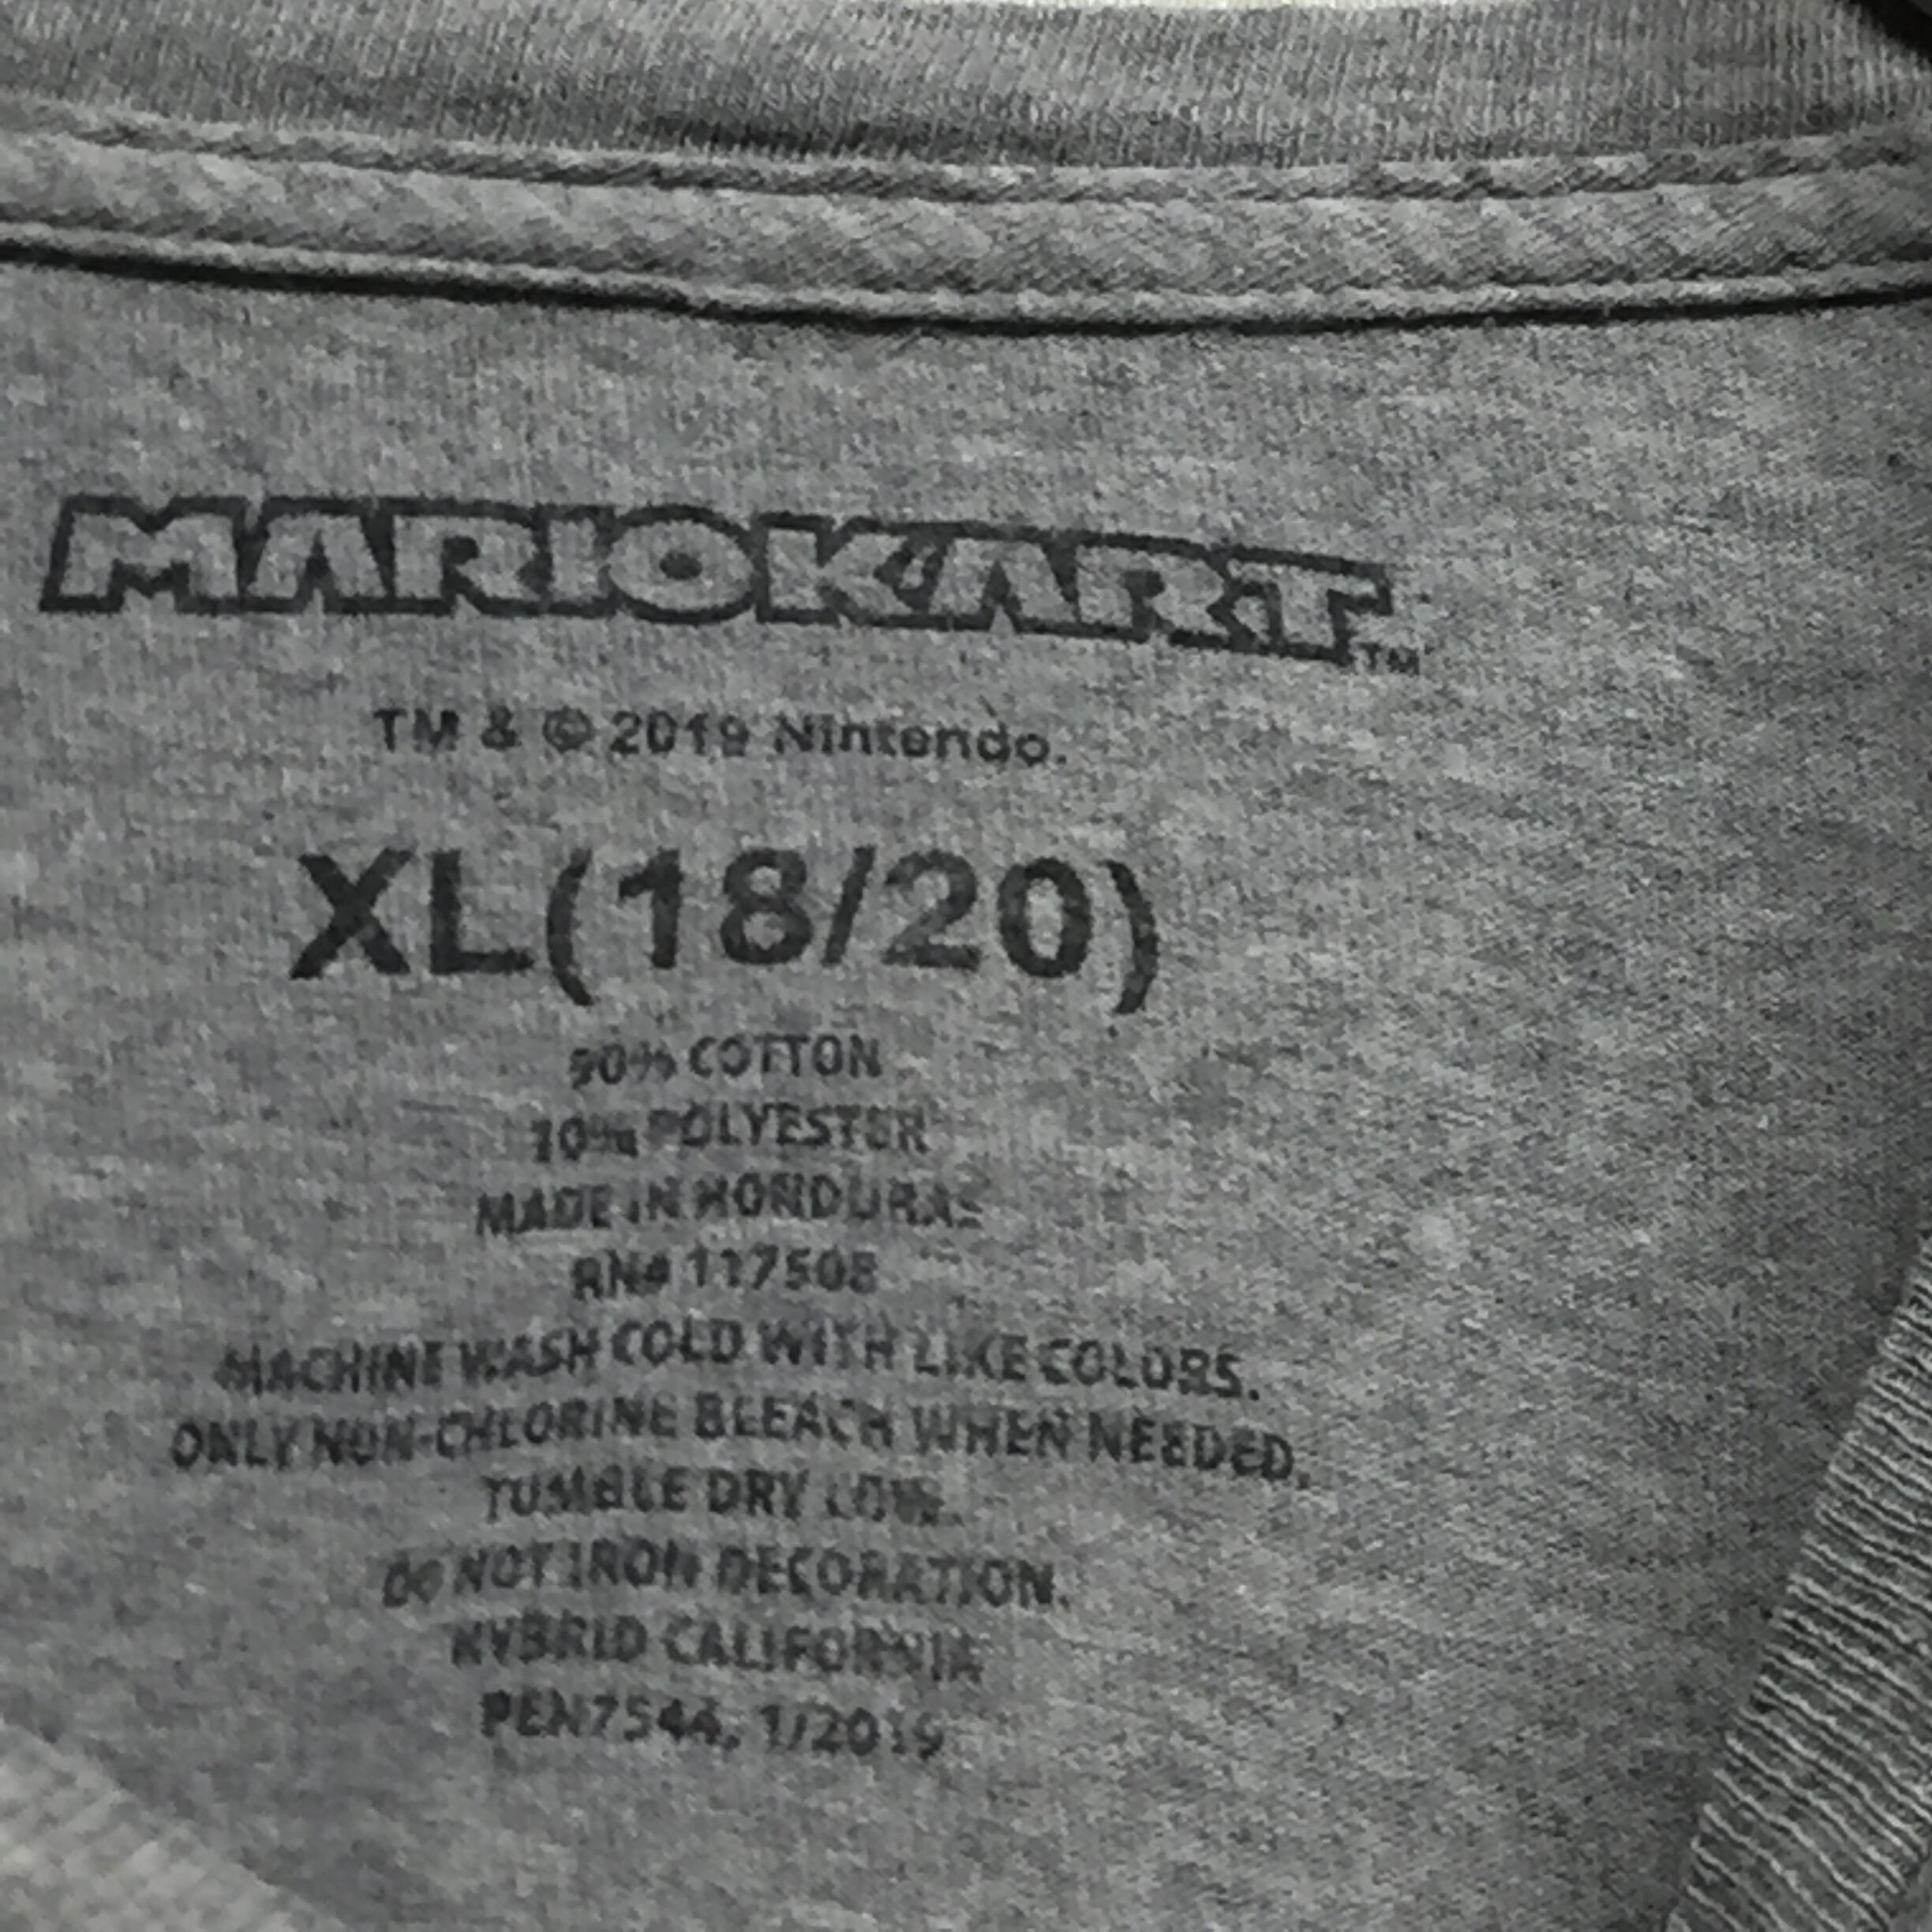 MARIOKART™
TM & © 2019 Nintendo.
XL(18/20)
90% COTTON
10% POLYESTER
MADE IN HONDURAS
RN# 117508
MACHINE WASH COLD WITH LIKE COLORS.
ONLY NON-CHLORINE BLEACH WHEN NEEDED.
TUMBLE DRY LOW.
DO NOT IRON DECORATION.
HYBRID CALIFORNIA
PEN7544, 1/2019